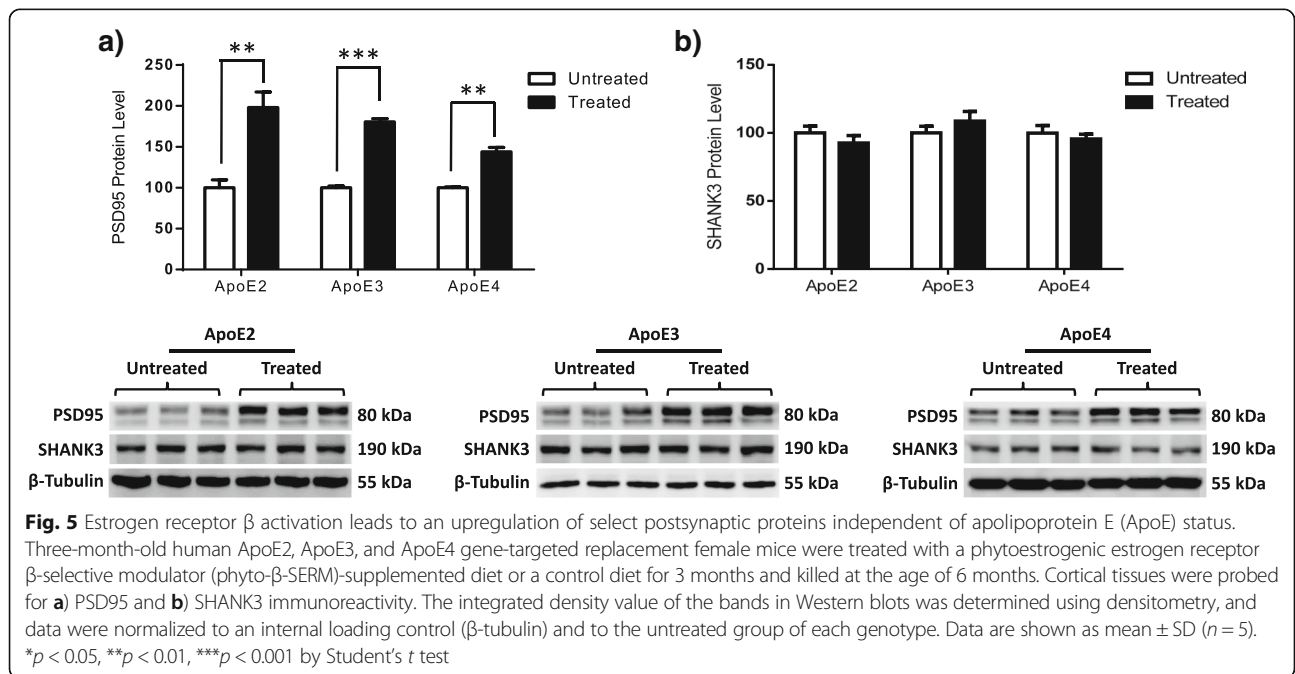 a)
b)
**
***
**
250
200
150
100
50
0
PSD95 Protein Level
ApoE2
ApoE3
ApoE4
Untreated
Treated
150
100
50
0
SHANK3 Protein Level
ApoE2
ApoE3
ApoE4
Untreated
Treated
ApoE2
Untreated Treated
PSD95 80 kDa
SHANK3 190 kDa
β-Tubulin 55 kDa
ApoE3
Untreated Treated
PSD95 80 kDa
SHANK3 190 kDa
β-Tubulin 55 kDa
ApoE4
Untreated Treated
PSD95 80 kDa
SHANK3 190 kDa
β-Tubulin 55 kDa
Fig. 5 Estrogen receptor β activation leads to an upregulation of select postsynaptic proteins independent of apolipoprotein E (ApoE) status.
Three-month-old human ApoE2, ApoE3, and ApoE4 gene-targeted replacement female mice were treated with a phytoestrogenic estrogen receptor
β-selective modulator (phyto-β-SERM)-supplemented diet or a control diet for 3 months and killed at the age of 6 months. Cortical tissues were probed
for a) PSD95 and b) SHANK3 immunoreactivity. The integrated density value of the bands in Western blots was determined using densitometry, and
data were normalized to an internal loading control (β-tubulin) and to the untreated group of each genotype. Data are shown as mean ± SD (n = 5).
*p < 0.05, **p < 0.01, ***p < 0.001 by Student's t test